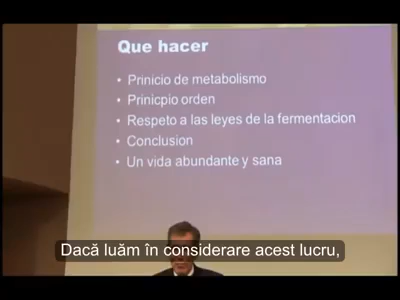 Que hacer
• Prinicio de metabolismo
• Prinicpio orden
• Respeto a las leyes de la fermentacion
• Conclusion
• Un vida abundante y sana
Dacă luăm în considerare acest lucru,